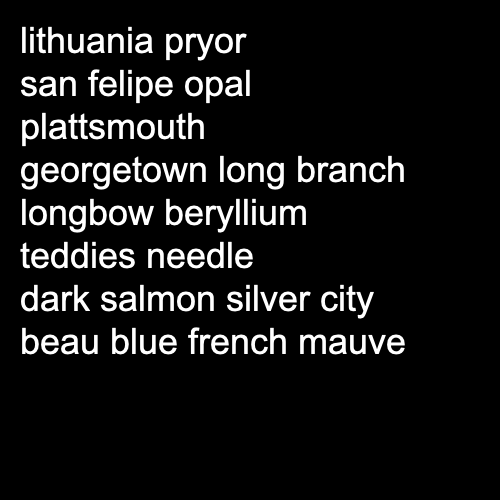 lithuania pryor
san felipe opal
plattsmouth
georgetown long branch
longbow beryllium
teddies needle
dark salmon silver city
beau blue french mauve